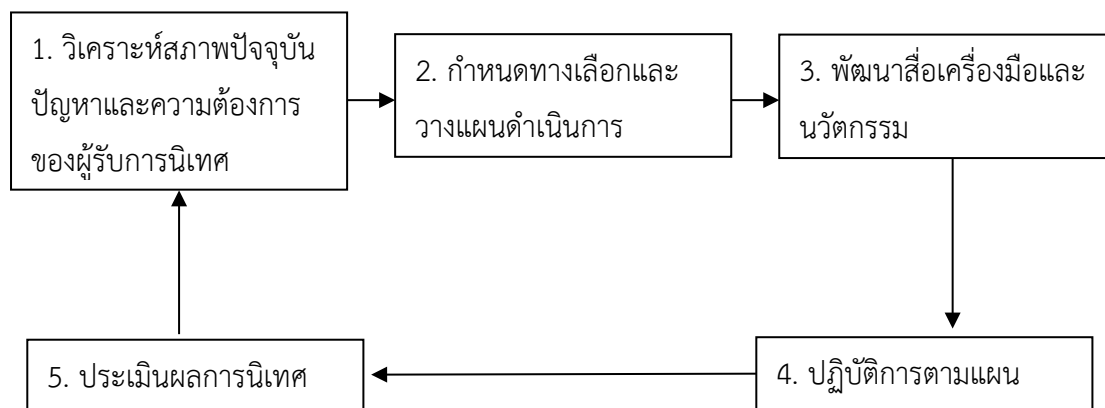 1. วิเคราะห์สภาพปัจจุบัน
ปัญหาและความต้องการ
ของผู้รับการนิเทศ
2. กำหนดทางเลือกและ
วางแผนดำเนินการ
3. พัฒนาสื่อเครื่องมือและ
นวัตกรรม
4. ปฏิบัติการตามแผน
5. ประเมินผลการนิเทศ